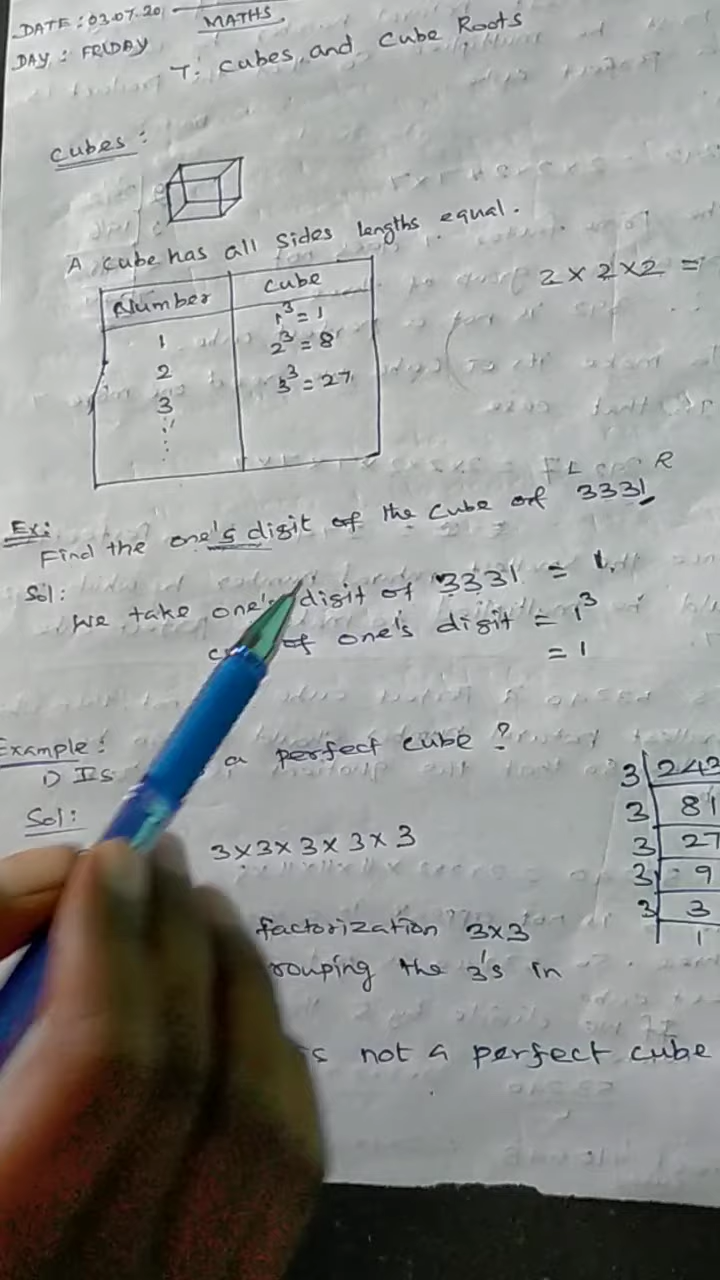 DATE: 03.07.20
MATHS
DAY: FRIDAY
T: Cubes and Cube Roots
Cubes:
A cube has all sides lengths equal.
2 × 2 × 2 =
Number Cube
1 1³ = 1
2 2³ = 8
3 3³ = 27
L R
Ex:
Find the one's digit of the cube of 3331
Sol:
We take one's digit of 3331 = 1.
of one's digit = 1³
= 1
Example:
1) Is a perfect cube?
Sol:
3×3×3×3×3
3 243
3 81
3 27
3 9
3 3
1
factorization 3×3
rouping the 3's in
not a perfect cube